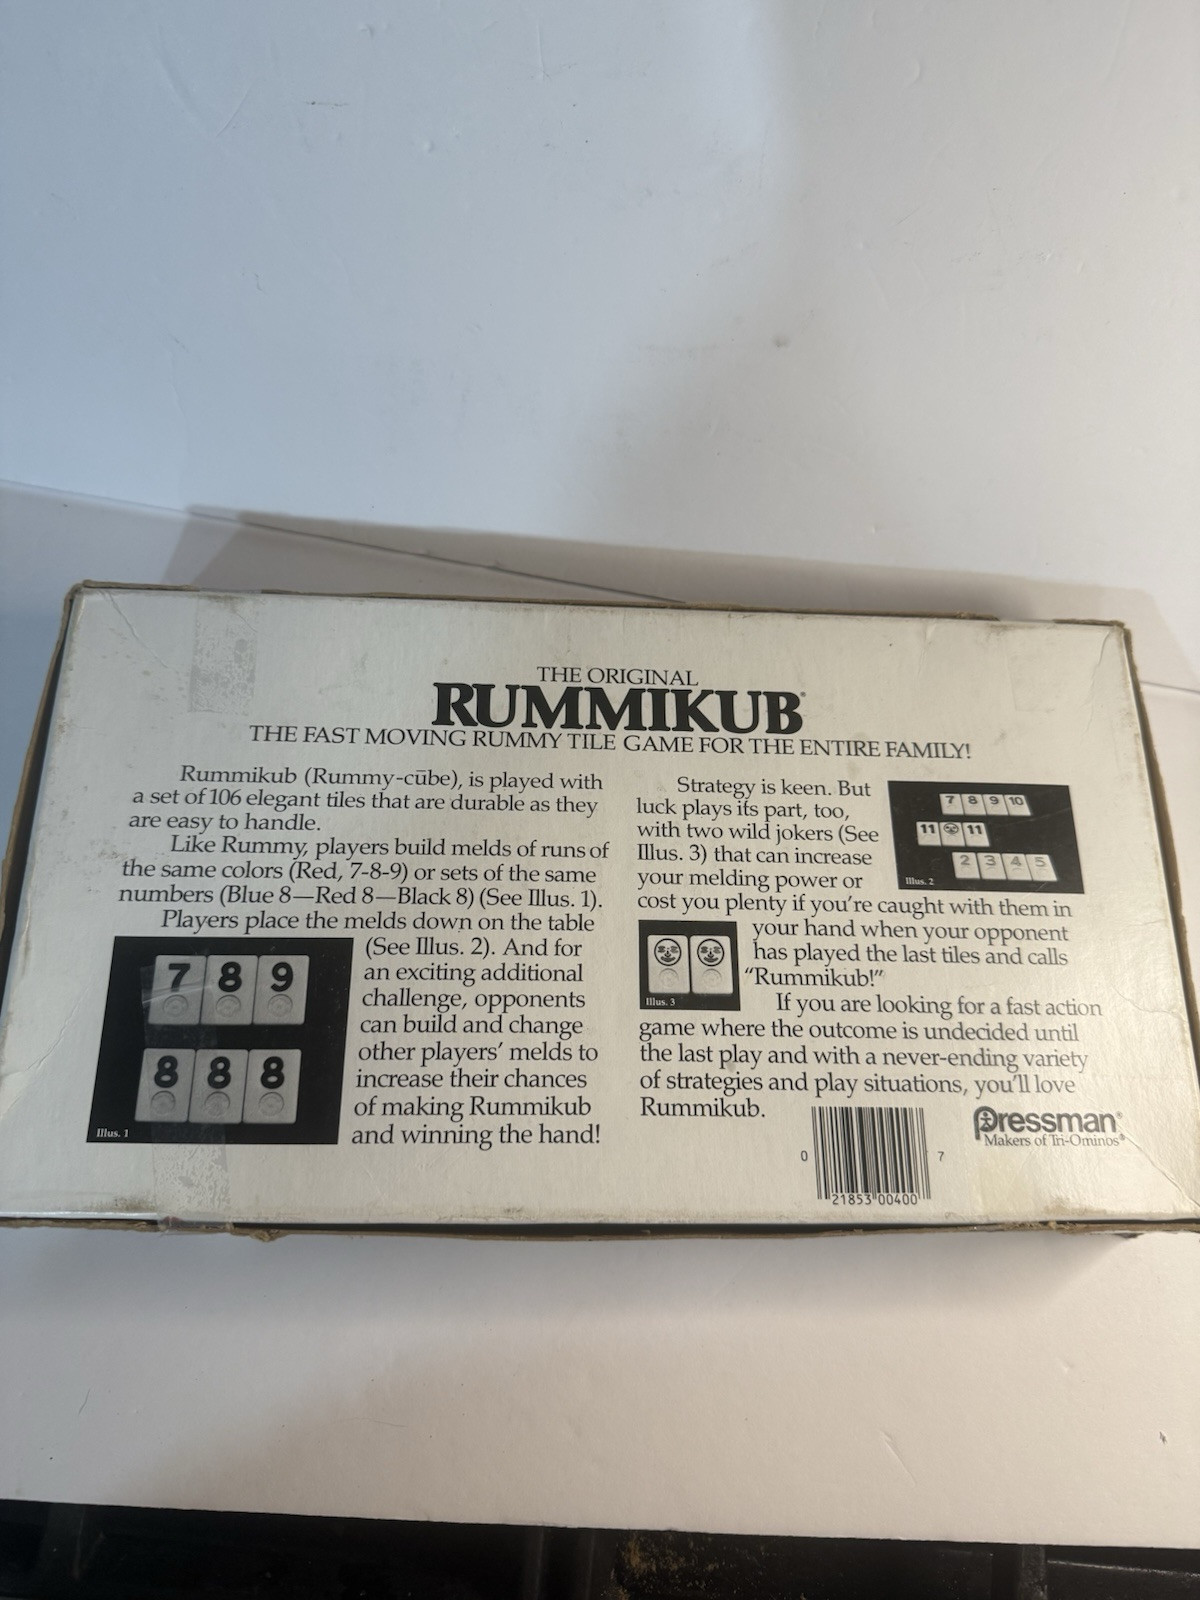 THE ORIGINAL
RUMMIKUB®
THE FAST MOVING RUMMY TILE GAME FOR THE ENTIRE FAMILY!
Rummikub (Rummy-cūbe), is played with
a set of 106 elegant tiles that are durable as they
are easy to handle.
Like Rummy, players build melds of runs of
the same colors (Red, 7-8-9) or sets of the same
numbers (Blue 8—Red 8—Black 8) (See Illus. 1).
Players place the melds down on the table
(See Illus. 2). And for
an exciting additional
challenge, opponents
can build and change
other players' melds to
increase their chances
of making Rummikub
and winning the hand!
7 8 9
8 8 8
Illus. 1
Strategy is keen. But
luck plays its part, too,
with two wild jokers (See
Illus. 3) that can increase
your melding power or
cost you plenty if you're caught with them in
your hand when your opponent
has played the last tiles and calls
"Rummikub!"
If you are looking for a fast action
game where the outcome is undecided until
the last play and with a never-ending variety
of strategies and play situations, you'll love
Rummikub.
7 8 9 10
11 11
2 3 4 5
Illus. 2
Illus. 3
Pressman®
Makers of Tri-Ominos®
0 21853 00400 7